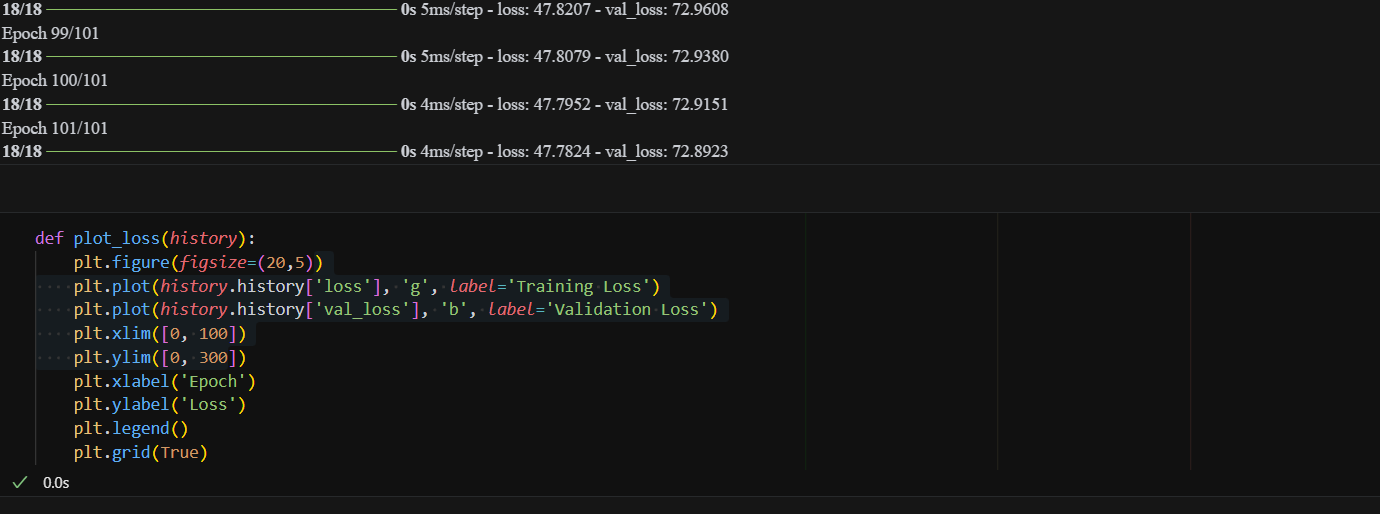 18/18 ━━━━━━━━━━━━━━━━━━━━ 0s 5ms/step - loss: 47.8207 - val_loss: 72.9608
Epoch 99/101
18/18 ━━━━━━━━━━━━━━━━━━━━ 0s 5ms/step - loss: 47.8079 - val_loss: 72.9380
Epoch 100/101
18/18 ━━━━━━━━━━━━━━━━━━━━ 0s 4ms/step - loss: 47.7952 - val_loss: 72.9151
Epoch 101/101
18/18 ━━━━━━━━━━━━━━━━━━━━ 0s 4ms/step - loss: 47.7824 - val_loss: 72.8923
def plot_loss(history):
    plt.figure(figsize=(20,5))
    plt.plot(history.history['loss'], 'g', label='Training Loss')
    plt.plot(history.history['val_loss'], 'b', label='Validation Loss')
    plt.xlim([0, 100])
    plt.ylim([0, 300])
    plt.xlabel('Epoch')
    plt.ylabel('Loss')
    plt.legend()
    plt.grid(True)
✓ 0.0s